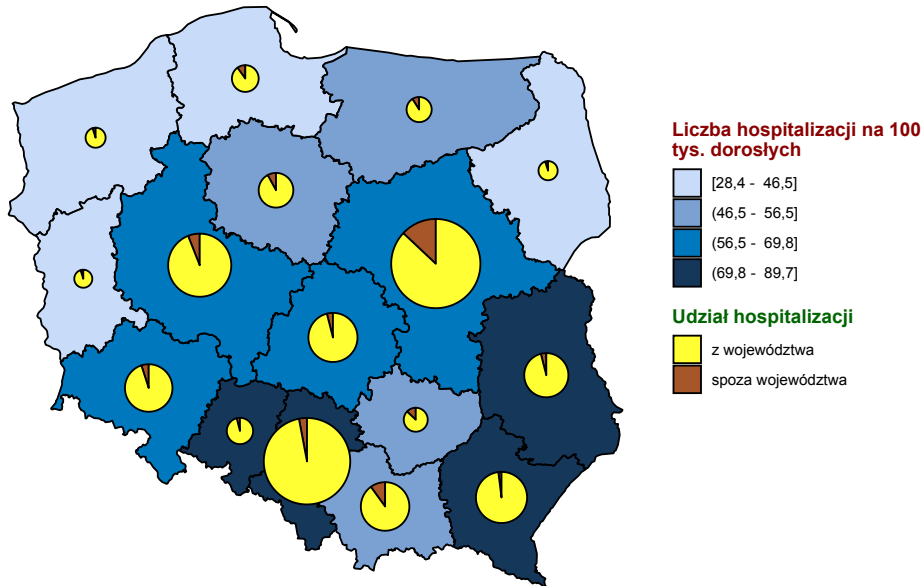 Liczba hospitalizacji na 100
tys. dorosłych
[28,4 - 46,5]
(46,5 - 56,5]
(56,5 - 69,8]
(69,8 - 89,7]
Udział hospitalizacji
z województwa
spoza województwa